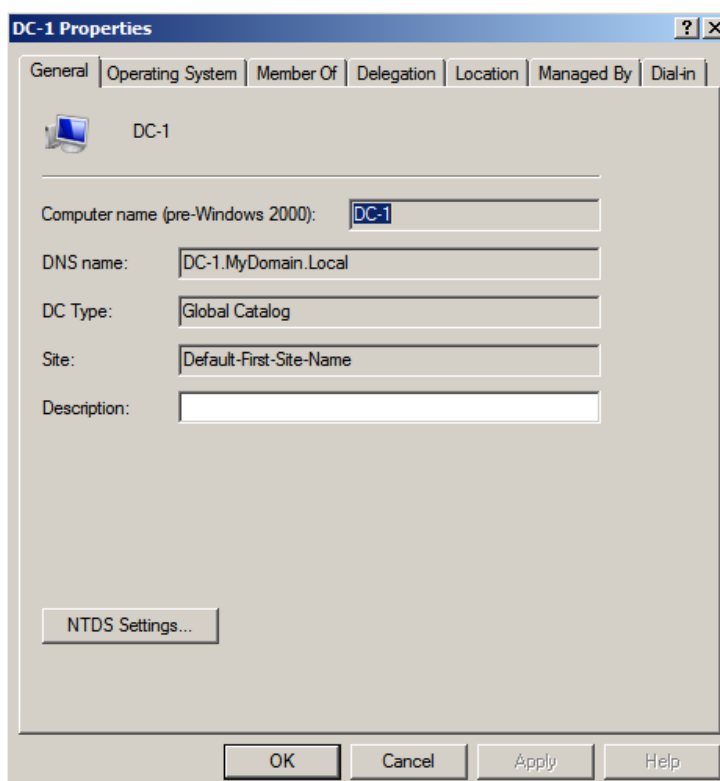 DC-1 Properties
General Operating System Member Of Delegation Location Managed By Dial-in
DC-1
Computer name (pre-Windows 2000): DC-1
DNS name: DC-1.MyDomain.Local
DC Type: Global Catalog
Site: Default-First-Site-Name
Description:
NTDS Settings...
OK Cancel Apply Help